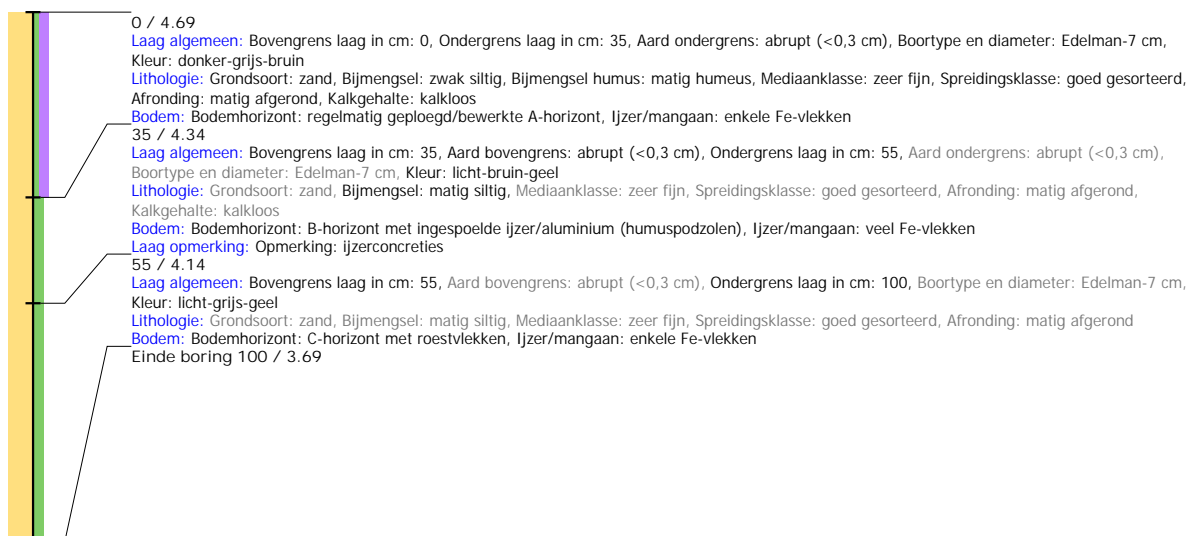 0 / 4.69
Laag algemeen: Bovengrens laag in cm: 0, Ondergrens laag in cm: 35, Aard ondergrens: abrupt (<0,3 cm), Boortype en diameter: Edelman-7 cm,
Kleur: donker-grijs-bruin
Lithologie: Grondsoort: zand, Bijmengsel: zwak siltig, Bijmengsel humus: matig humeus, Mediaanklasse: zeer fijn, Spreidingsklasse: goed gesorteerd,
Afronding: matig afgerond, Kalkgehalte: kalkloos
Bodem: Bodemhorizont: regelmatig geploegd/bewerkte A-horizont, Ijzer/mangaan: enkele Fe-vlekken
35 / 4.34
Laag algemeen: Bovengrens laag in cm: 35, Aard bovengrens: abrupt (<0,3 cm), Ondergrens laag in cm: 55, Aard ondergrens: abrupt (<0,3 cm),
Boortype en diameter: Edelman-7 cm, Kleur: licht-bruin-geel
Lithologie: Grondsoort: zand, Bijmengsel: matig siltig, Mediaanklasse: zeer fijn, Spreidingsklasse: goed gesorteerd, Afronding: matig afgerond,
Kalkgehalte: kalkloos
Bodem: Bodemhorizont: B-horizont met ingespoelde ijzer/aluminium (humuspodzolen), Ijzer/mangaan: veel Fe-vlekken
Laag opmerking: Opmerking: ijzerconcreties
55 / 4.14
Laag algemeen: Bovengrens laag in cm: 55, Aard bovengrens: abrupt (<0,3 cm), Ondergrens laag in cm: 100, Boortype en diameter: Edelman-7 cm,
Kleur: licht-grijs-geel
Lithologie: Grondsoort: zand, Bijmengsel: matig siltig, Mediaanklasse: zeer fijn, Spreidingsklasse: goed gesorteerd, Afronding: matig afgerond
Bodem: Bodemhorizont: C-horizont met roestvlekken, Ijzer/mangaan: enkele Fe-vlekken
Einde boring 100 / 3.69